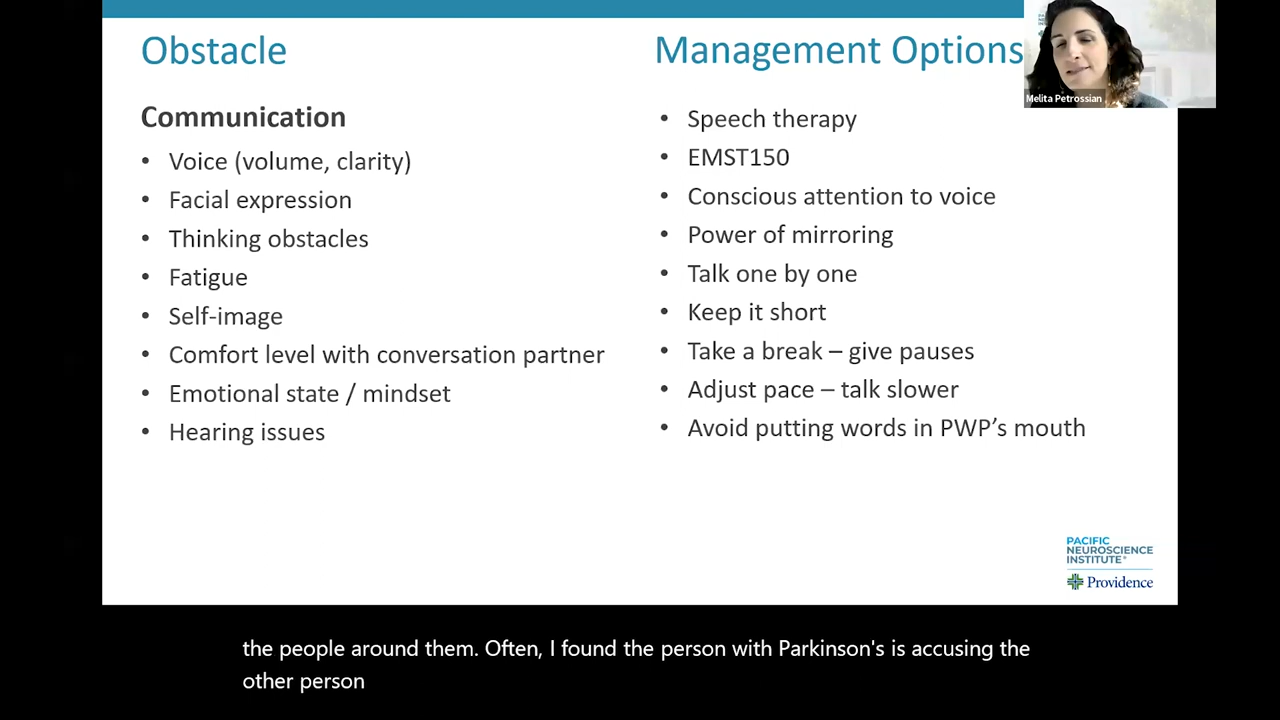 Obstacle
Communication
• Voice (volume, clarity)
• Facial expression
• Thinking obstacles
• Fatigue
• Self-image
• Comfort level with conversation partner
• Emotional state / mindset
• Hearing issues
Management Options
• Speech therapy
• EMST150
• Conscious attention to voice
• Power of mirroring
• Talk one by one
• Keep it short
• Take a break – give pauses
• Adjust pace – talk slower
• Avoid putting words in PWP's mouth
Melita Petrossian
PACIFIC
NEUROSCIENCE
INSTITUTE®
Providence
the people around them. Often, I found the person with Parkinson's is accusing the
other person